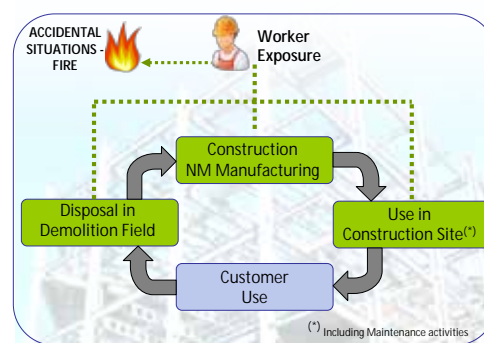 ACCIDENTAL
SITUATIONS -
FIRE
Worker
Exposure
Construction
NM Manufacturing
Disposal in
Demolition Field
Use in
Construction Site(*)
Customer
Use
(*) Including Maintenance activities